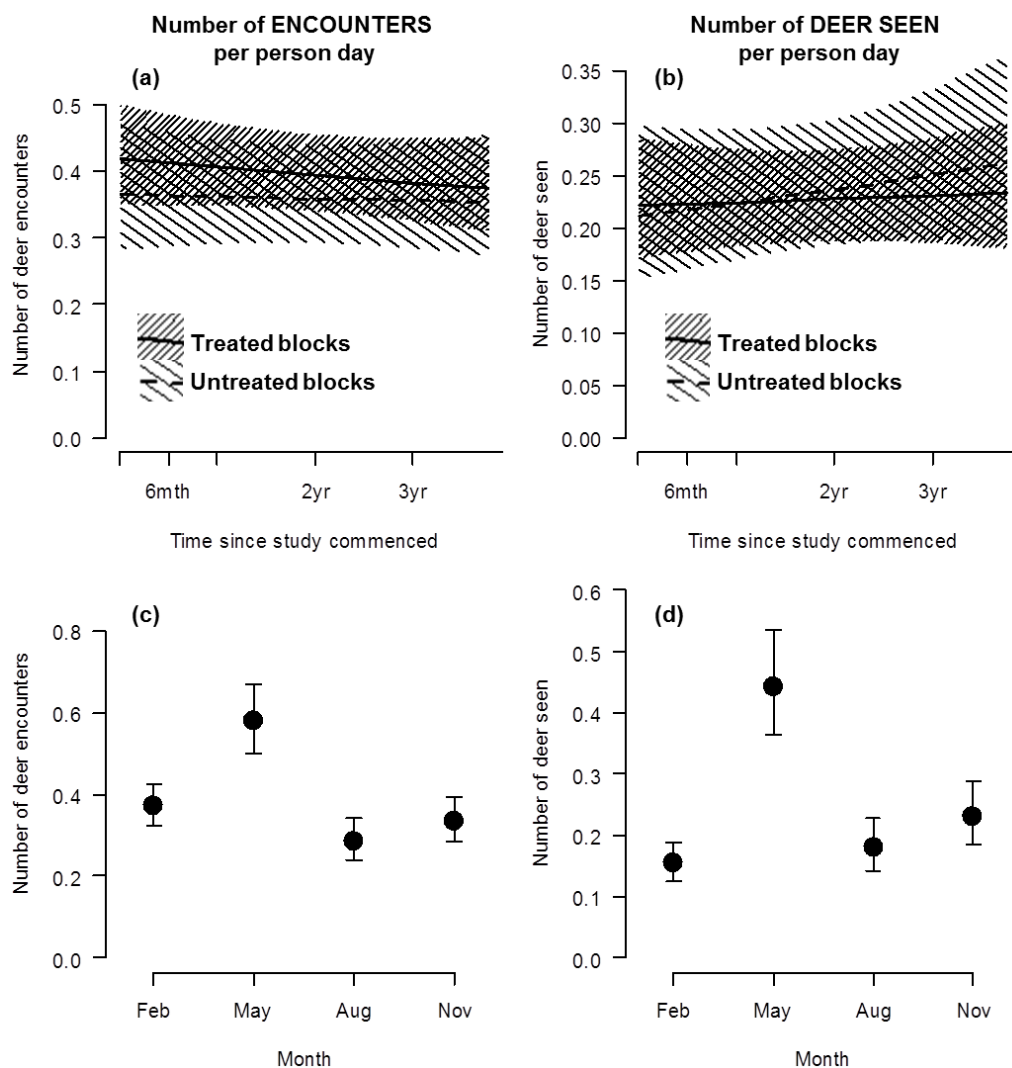 Number of ENCOUNTERS
per person day
(a)
Number of deer encounters
0.5
0.4
0.3
0.2
0.1
0.0
Treated blocks
Untreated blocks
6mth
2yr
3yr
Time since study commenced
Number of DEER SEEN
per person day
(b)
Number of deer seen
0.35
0.30
0.25
0.20
0.15
0.10
0.05
0.00
Treated blocks
Untreated blocks
6mth
2yr
3yr
Time since study commenced
(c)
Number of deer encounters
0.8
0.6
0.4
0.2
0.0
Feb
May
Aug
Nov
Month
(d)
Number of deer seen
0.6
0.5
0.4
0.3
0.2
0.1
0.0
Feb
May
Aug
Nov
Month